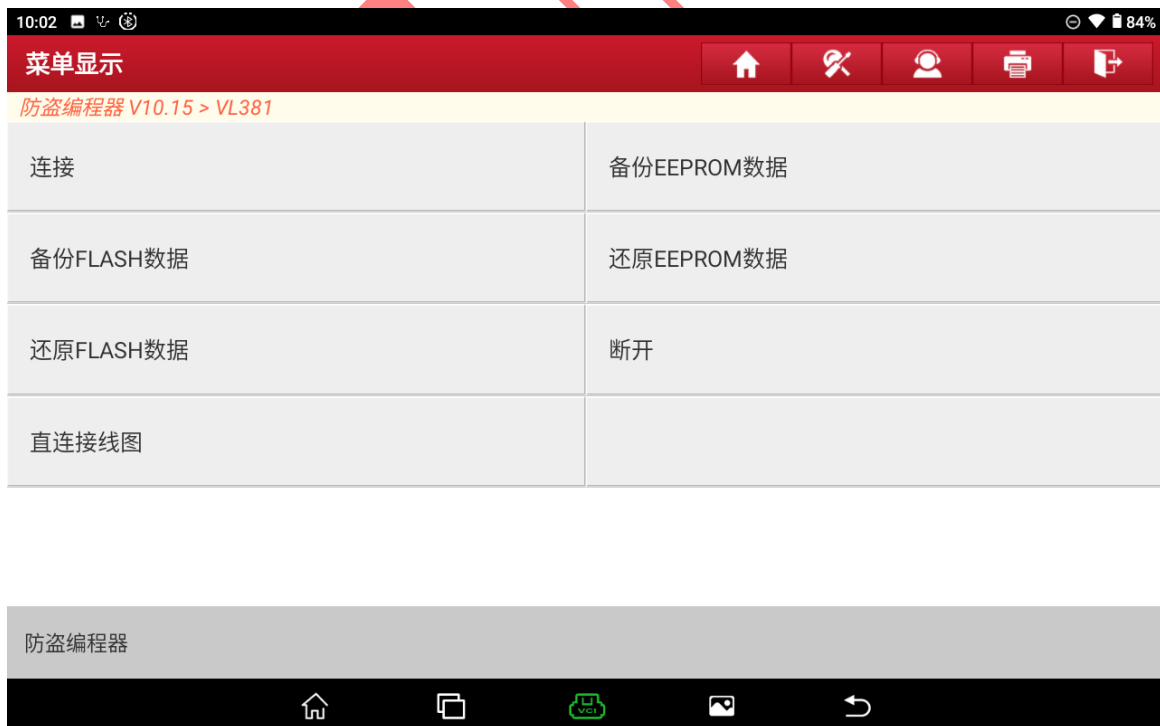 10:02
84%
菜单显示
防盗编程器 V10.15 > VL381
连接
备份EEPROM数据
备份FLASH数据
还原EEPROM数据
还原FLASH数据
断开
直连接线图
防盗编程器
VCI